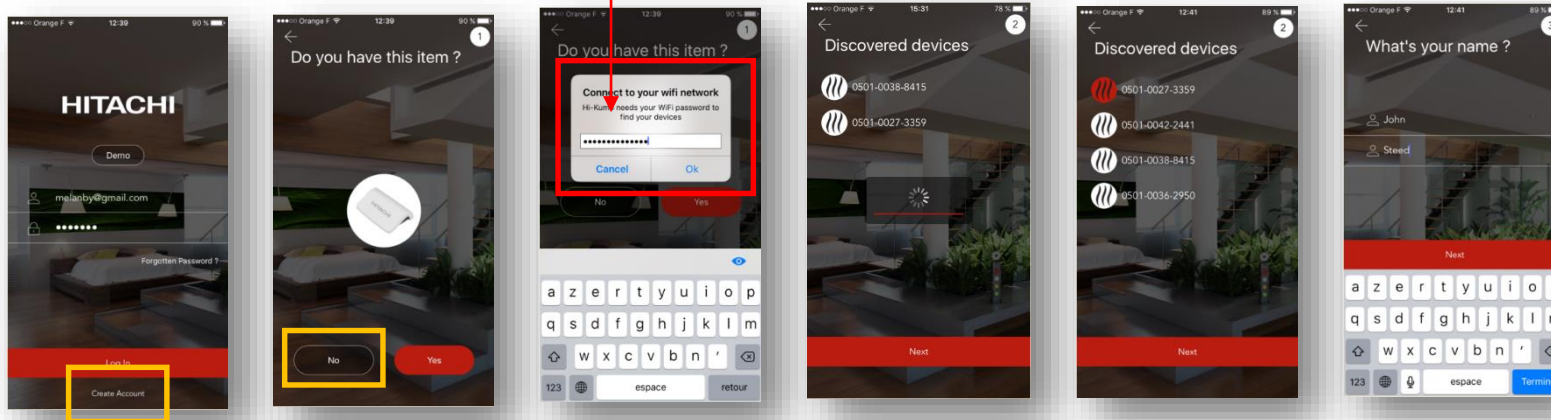 ●●●○○ Orange F 12:39 90 %
HITACHI
Demo
melanby@gmail.com
●●●●●●●
Forgotten Password ?
Log In
Create Account
Orange F 12:39 90 %
1
Do you have this item ?
HITACHI
No
Yes
●●●○○ Orange F 12:39 90 %
1
Do you have this item ?
Connect to your wifi network
needs your WiFi password to
find your devices
●●●●●●●●●●●●●●
Cancel
Ok
No
Yes
a z e r t y u i o p
q s d f g h j k l m
w x c v b n '
123 espace retour
●●●○○ Orange F 15:31 78 %
2
Discovered devices
0501-0038-8415
0501-0027-3359
Next
●●●○○ Orange F 12:41 89 %
2
Discovered devices
0501-0027-3359
0501-0042-2441
0501-0038-8415
0501-0036-2950
Next
●●●○○ Orange F 12:41 89 %
3
What's your name ?
John
Steed
Next
a z e r t y u i o
q s d f g h j k l
w x c v b n '
123 espace